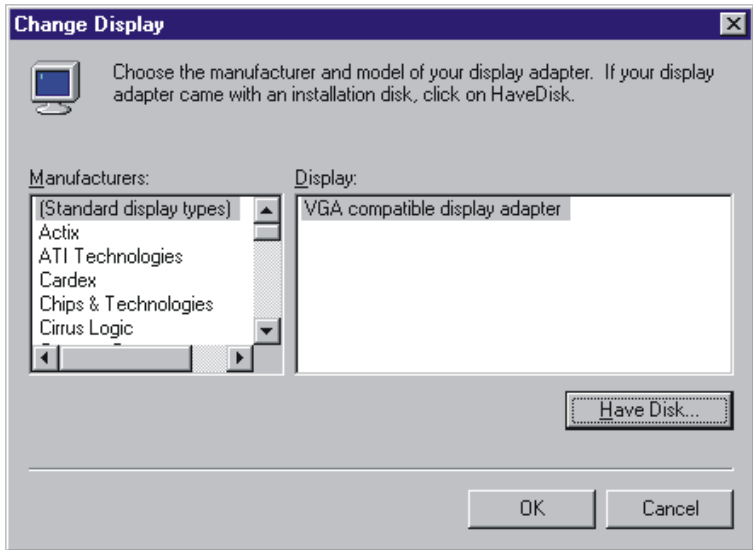 Change Display
Choose the manufacturer and model of your display adapter. If your display
adapter came with an installation disk, click on HaveDisk.
Manufacturers:
(Standard display types)
Actix
ATI Technologies
Cardex
Chips & Technologies
Cirrus Logic
Display:
VGA compatible display adapter
Have Disk...
OK
Cancel